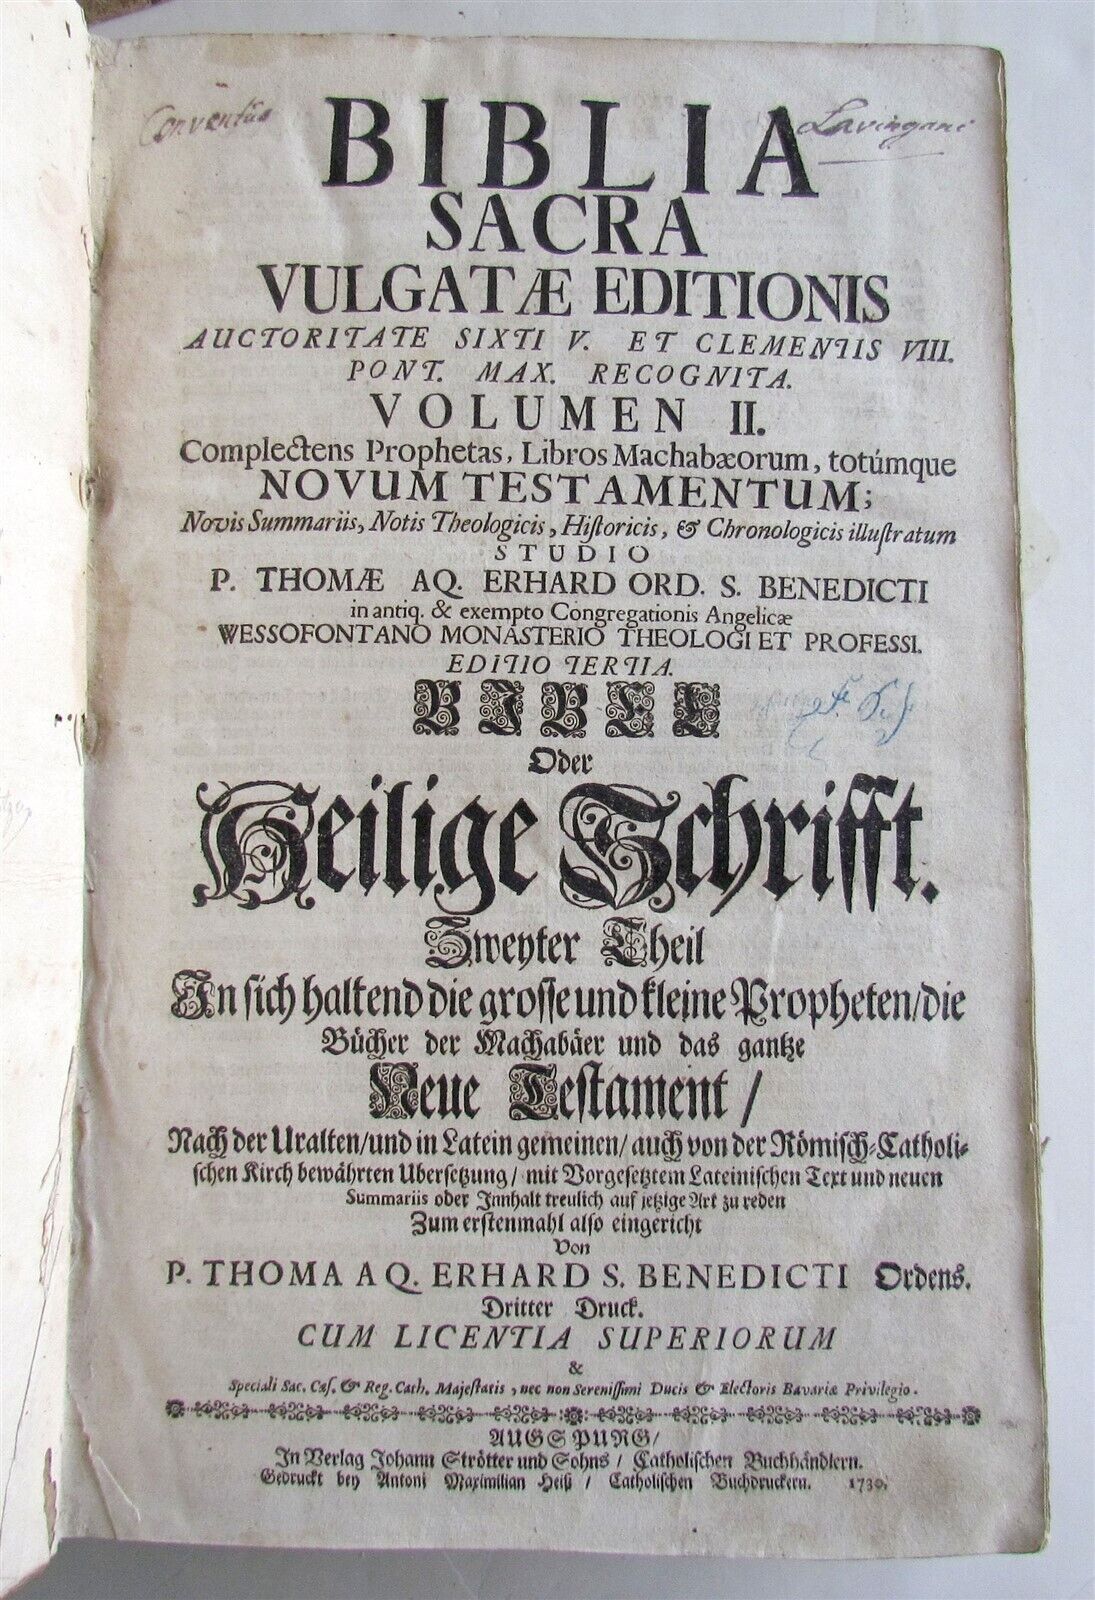 Conventus
Lavingani
BIBLIA
SACRA
VULGATÆ EDITIONIS
AUCTORITATE SIXTI V. ET CLEMENTIS VIII.
PONT. MAX. RECOGNITA.
VOLUMEN II.
Complectens Prophetas, Libros Machabæorum, totúmque
NOVUM TESTAMENTUM;
Novis Summariis, Notis Theologicis, Hiſtoricis, & Chronologicis illuſtratum
STUDIO
P. THOMÆ AQ. ERHARD ORD. S. BENEDICTI
in antiq. & exempto Congregationis Angelicæ
WESSOFONTANO MONASTERIO THEOLOGI ET PROFESSI.
EDITIO TERTIA.
BIBEL
Oder
Heilige Schrifft.
Zweyter Theil
In ſich haltend die groſſe und kleine Propheten/ die
Bücher der Machabäer und das gantze
Neue Teſtament/
Nach der Uralten/ und in Latein gemeinen/ auch von der Römiſch-Catholi-
ſchen Kirch bewährten Uberſetzung/ mit Vorgeſetztem Lateiniſchen Text und neuen
Summariis oder Innhalt treulich auf jetzige Art zu reden
Zum erſtenmahl alſo eingericht
Von
P. THOMA AQ. ERHARD S. BENEDICTI Ordens.
Dritter Druck.
CUM LICENTIA SUPERIORUM
&
Speciali Sac. Cæſ. & Reg. Cath. Majeſtatis, nec non Sereniſſimi Ducis & Electoris Bavariæ Privilegio.
AUGSPURG/
In Verlag Johann Strötter und Sohns/ Catholiſchen Buchhändlern.
Gedruckt bey Antoni Maximilian Heiß/ Catholiſchen Buchdruckern. 1730.